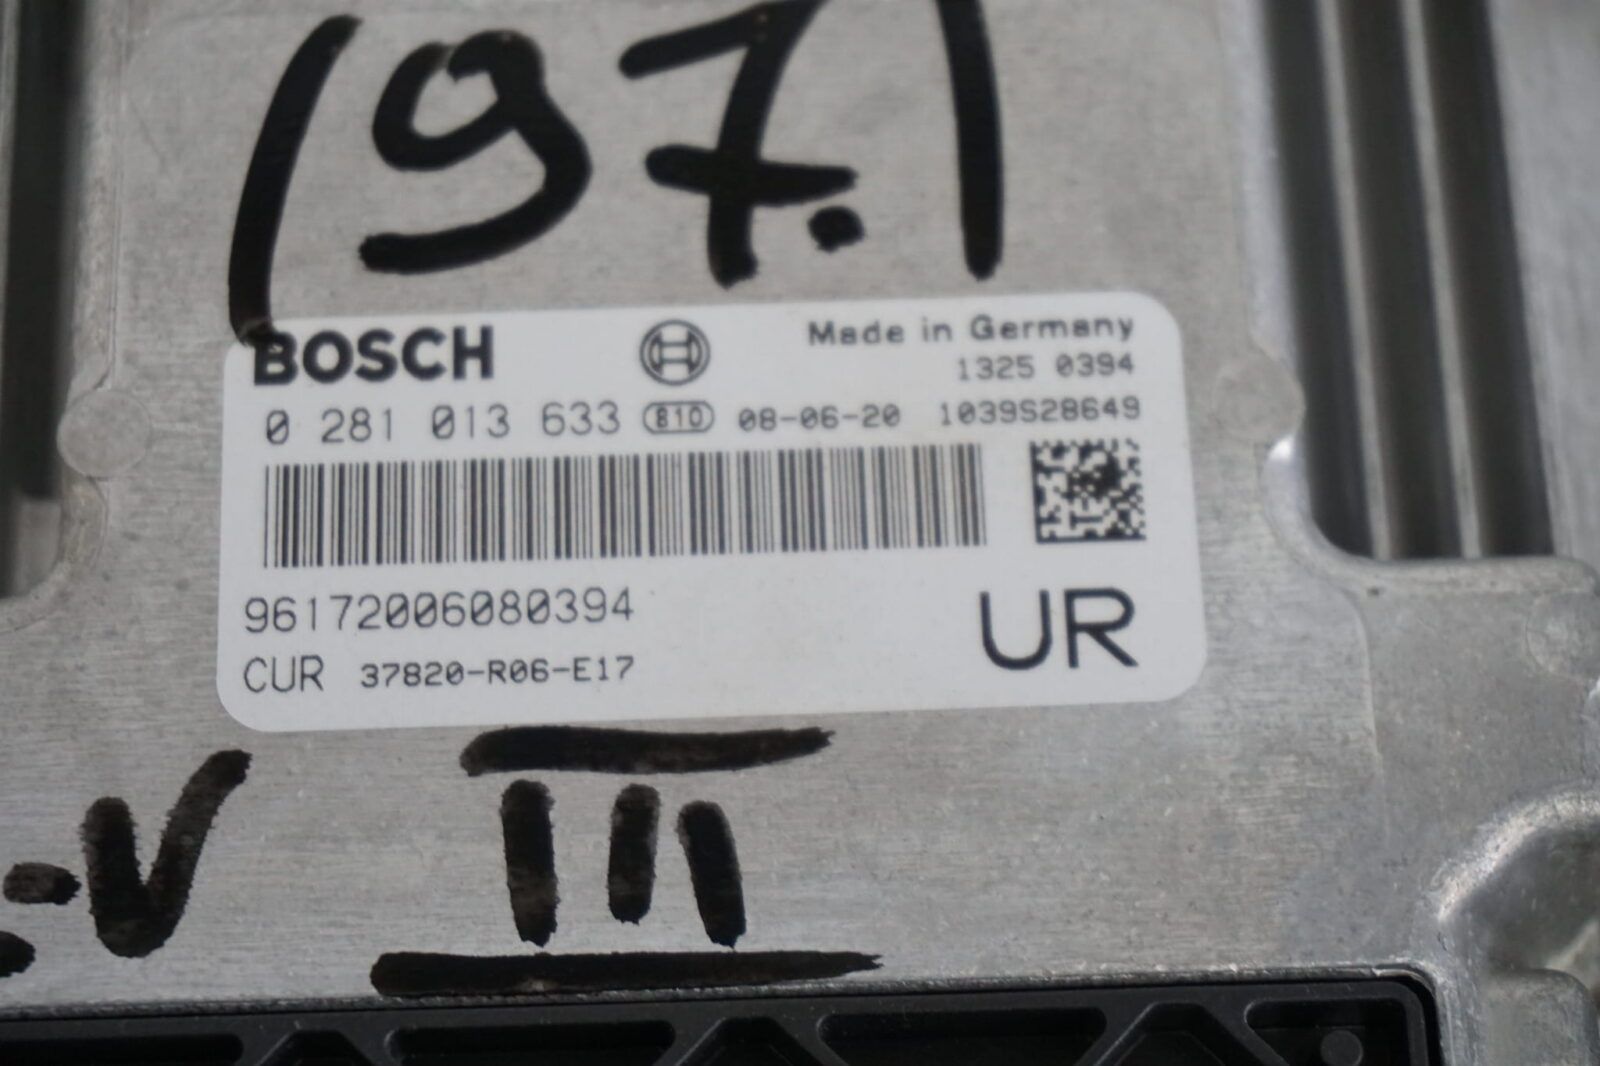 (97.)
BOSCH
Made in Germany
1325 0394
0 281 013 633 810 08-06-20 1039S28649
96172006080394
CUR 37820-R06-E17
UR
-V III